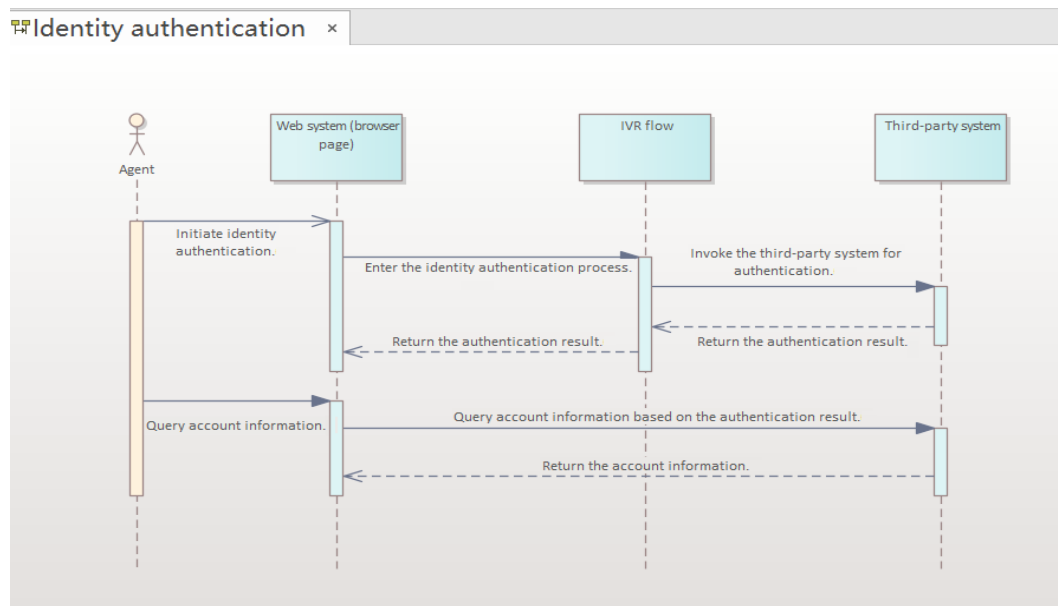 Identity authentication ×
Web system (browser
page)
IVR flow
Third-party system
Agent
Initiate identity
authentication.
Enter the identity authentication process.
Invoke the third-party system for
authentication.
Return the authentication result.
Return the authentication result.
Query account information.
Query account information based on the authentication result.
Return the account information.